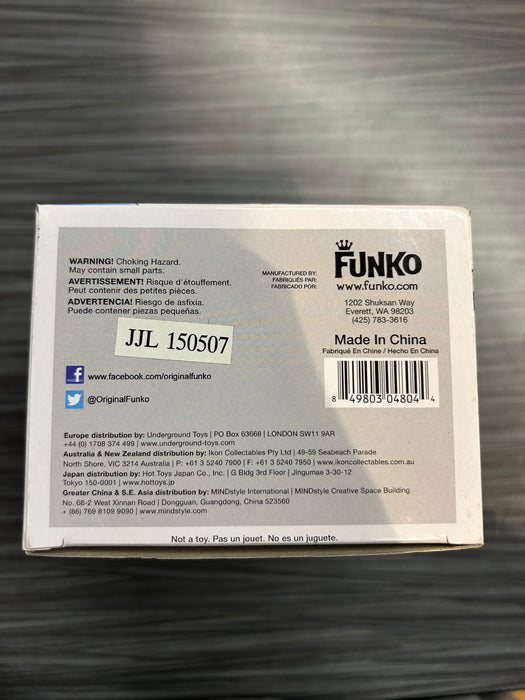 WARNING! Choking Hazard.
May contain small parts.
AVERTISSEMENT! Risque d'étouffement.
Peut contenir des petites pièces.
ADVERTENCIA! Riesgo de asfixia.
Puede contener piezas pequeñas.
MANUFACTURED BY:
FABRIQUÉS PAR:
FABRICADO POR:
FUNKO
www.funko.com
1202 Shuksan Way
Everett, WA 98203
(425) 783-3616
JJL 150507
Made In China
Fabriqué En Chine / Hecho En China
8 49803 04804 4
f www.facebook.com/originalfunko
@OriginalFunko
Europe distribution by: Underground Toys | PO Box 63668 | LONDON SW11 9AR
+44 (0) 1708 374 499 | www.underground-toys.com
Australia & New Zealand distribution by: Ikon Collectables Pty Ltd | 49-59 Seabeach Parade
North Shore, VIC 3214 Australia | P: +61 3 5240 7900 | F: +61 3 5240 7950 | www.ikoncollectables.com.au
Japan distribution by: Hot Toys Japan Co., Inc. | G Bldg 3rd Floor | Jingumae 3-30-12
Tokyo 150-0001 | www.hottoys.jp
Greater China & S.E. Asia distribution by: MINDstyle International | MINDstyle Creative Space Building
No. 68-2 West Xinnan Road | Dongguan, Guangdong, China 523560
+ (86) 769 8109 9090 | www.mindstyle.com
Not a toy. Pas un jouet. No es un juguete.